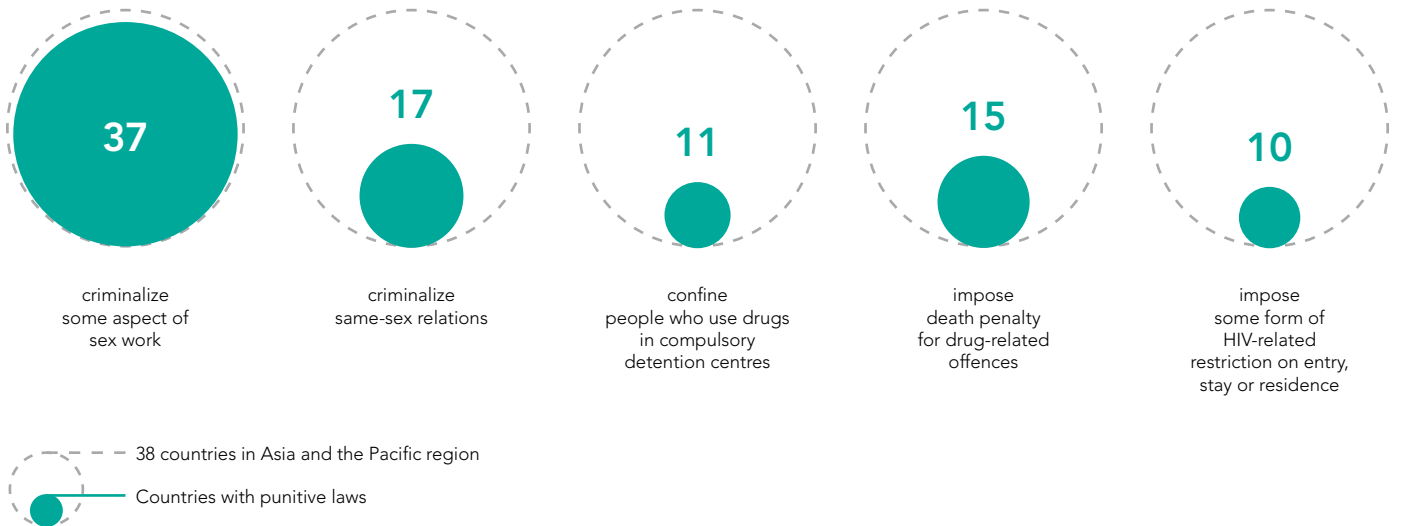 37
17
11
15
10
criminalize
some aspect of
sex work
criminalize
same-sex relations
confine
people who use drugs
in compulsory
detention centres
impose
death penalty
for drug-related
offences
impose
some form of
HIV-related
restriction on entry,
stay or residence
38 countries in Asia and the Pacific region
Countries with punitive laws